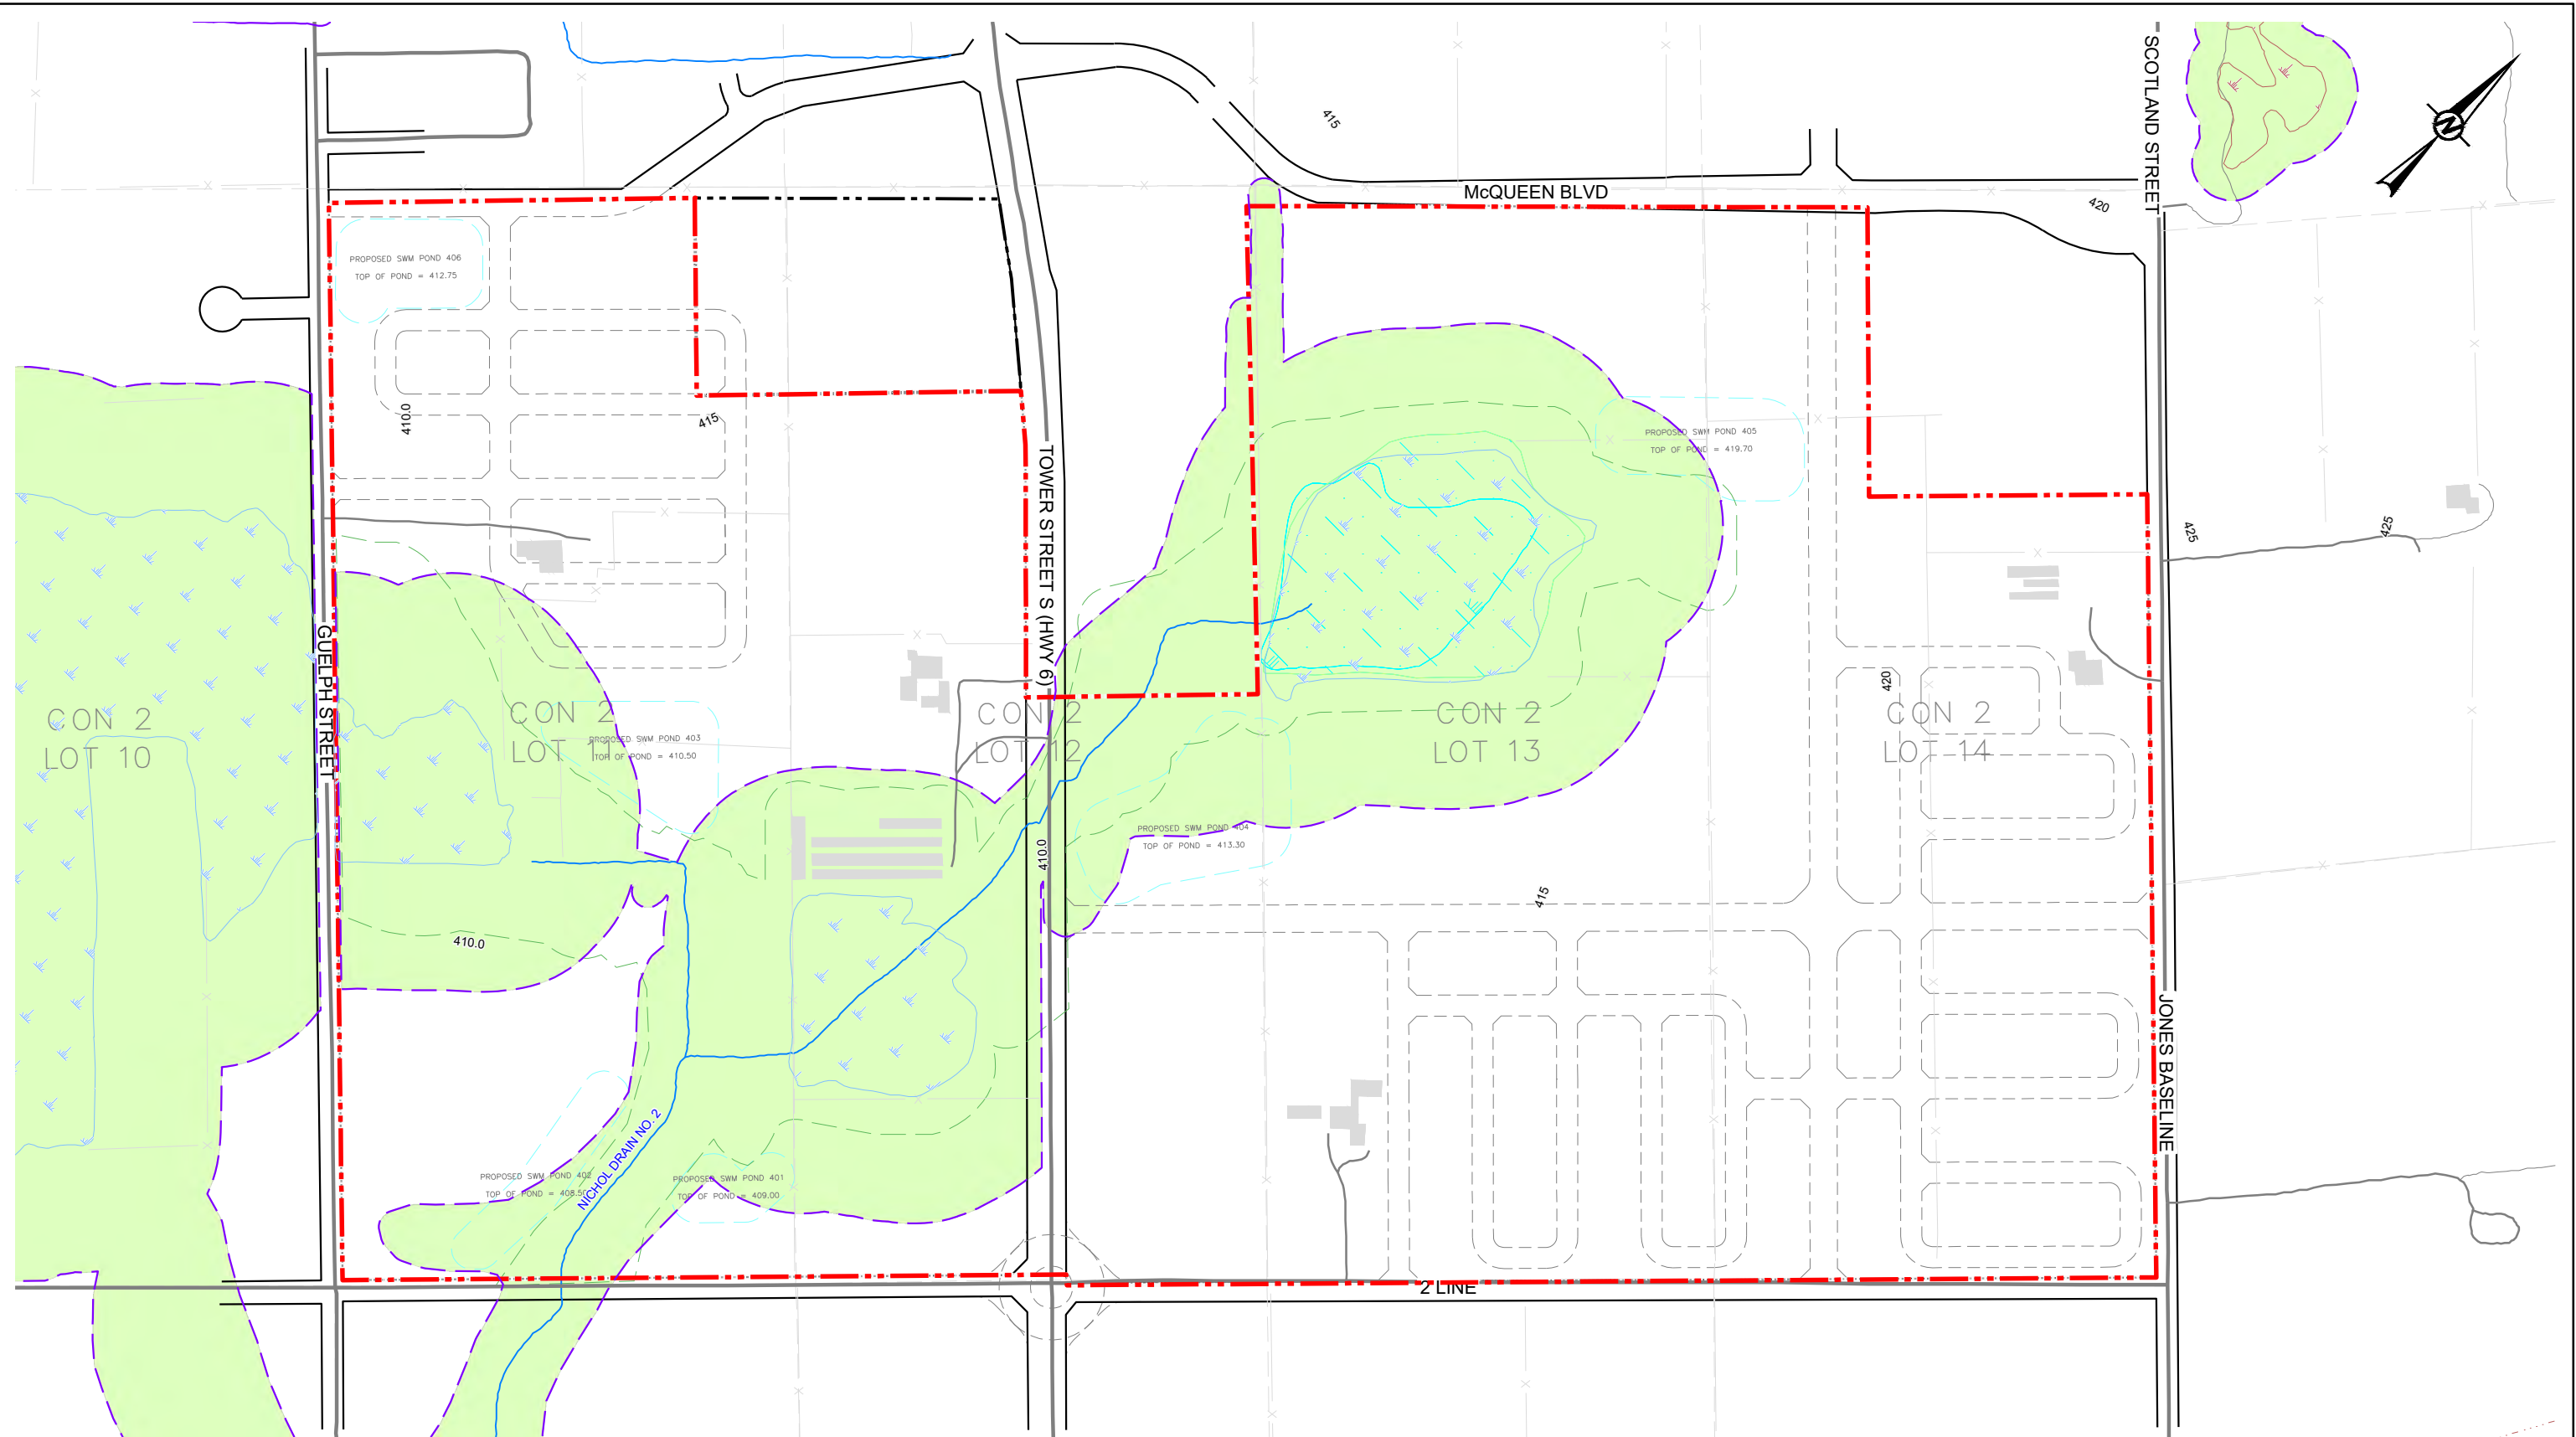 SCOTLAND STREET
N
415
McQUEEN BLVD
420
PROPOSED SWM POND 406
TOP OF POND = 412.75
410.0
415
PROPOSED SWM POND 405
TOP OF POND = 419.70
TOWER STREET S (HWY 6)
425
425
GUELPH STREET
420
CON 2
LOT 10
CON 2
LOT 11
PROPOSED SWM POND 403
TOP OF POND = 410.50
CON 2
LOT 12
CON 2
LOT 13
CON 2
LOT 14
PROPOSED SWM POND 404
TOP OF POND = 413.30
410.0
415
410.0
JONES BASELINE
NICHOL DRAIN NO. 2
PROPOSED SWM POND 402
TOP OF POND = 408.50
PROPOSED SWM POND 401
TOP OF POND = 409.00
2 LINE